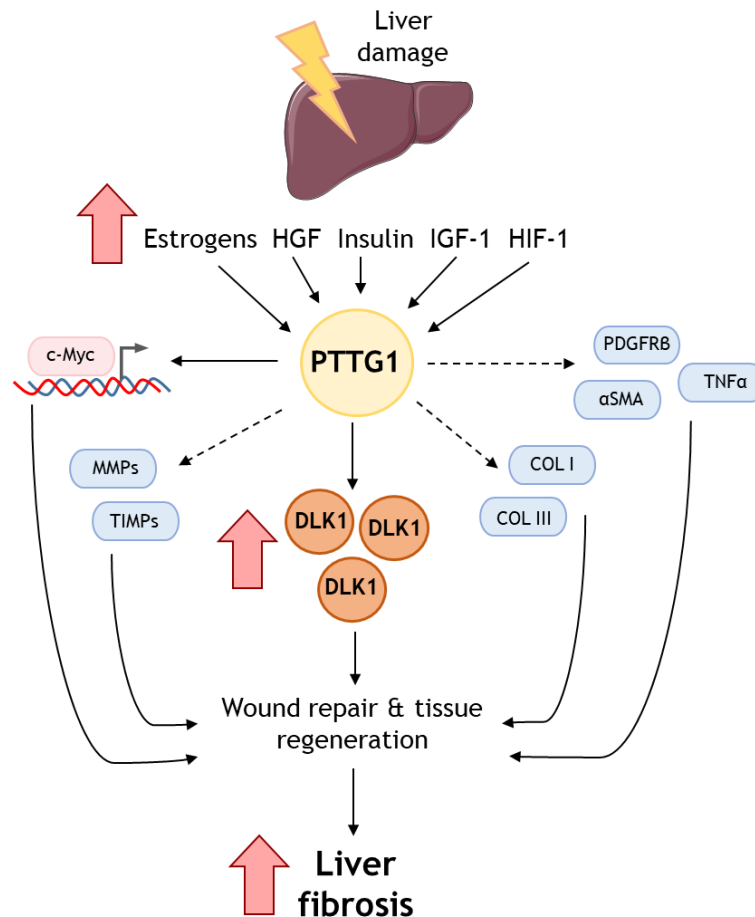 Liver
damage
Estrogens HGF Insulin IGF-1 HIF-1
c-Myc
PTTG1
PDGFRβ
TNFα
αSMA
MMPs
TIMPs
COL I
COL III
DLK1
DLK1
DLK1
Wound repair & tissue
regeneration
Liver
fibrosis